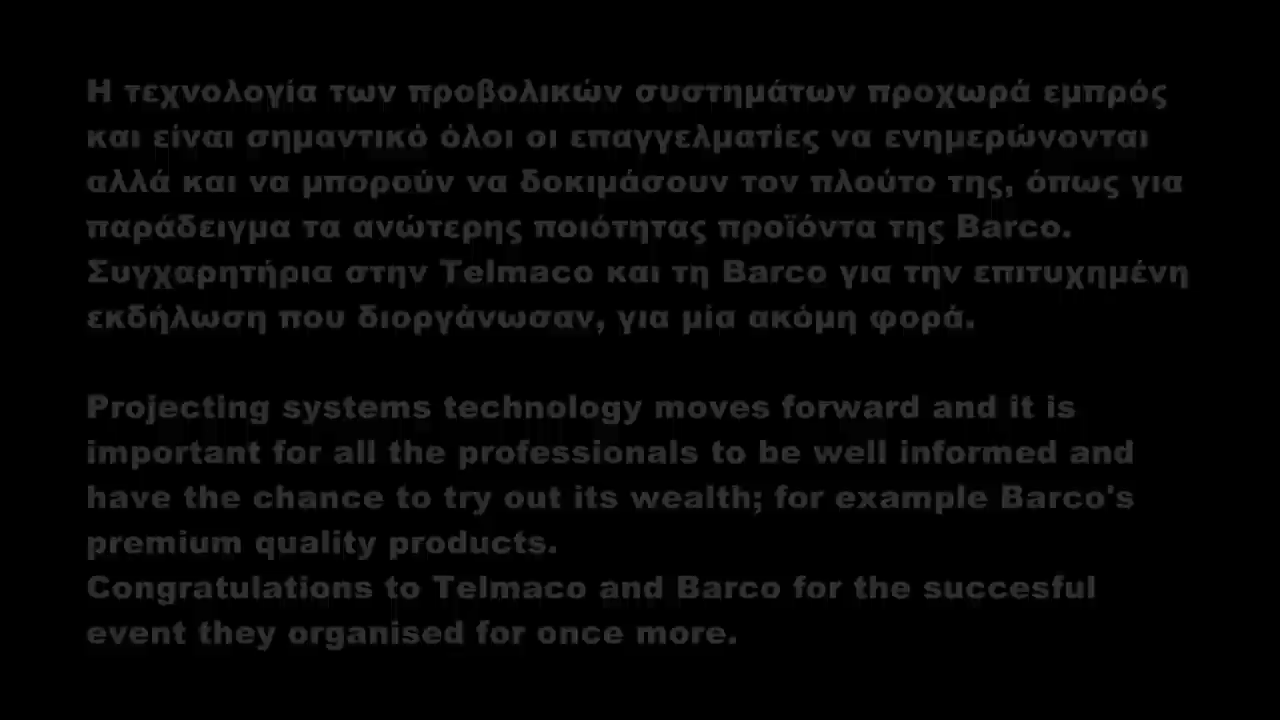 Η τεχνολογία των προβολικών συστημάτων προχωρά εμπρός
και είναι σημαντικό όλοι οι επαγγελματίες να ενημερώνονται
αλλά και να μπορούν να δοκιμάσουν τον πλούτο της, όπως για
παράδειγμα τα ανώτερης ποιότητας προϊόντα της Barco.
Συγχαρητήρια στην Telmaco και τη Barco για την επιτυχημένη
εκδήλωση που διοργάνωσαν, για μία ακόμη φορά.
Projecting systems technology moves forward and it is
important for all the professionals to be well informed and
have the chance to try out its wealth; for example Barco's
premium quality products.
Congratulations to Telmaco and Barco for the succesful
event they organised for once more.